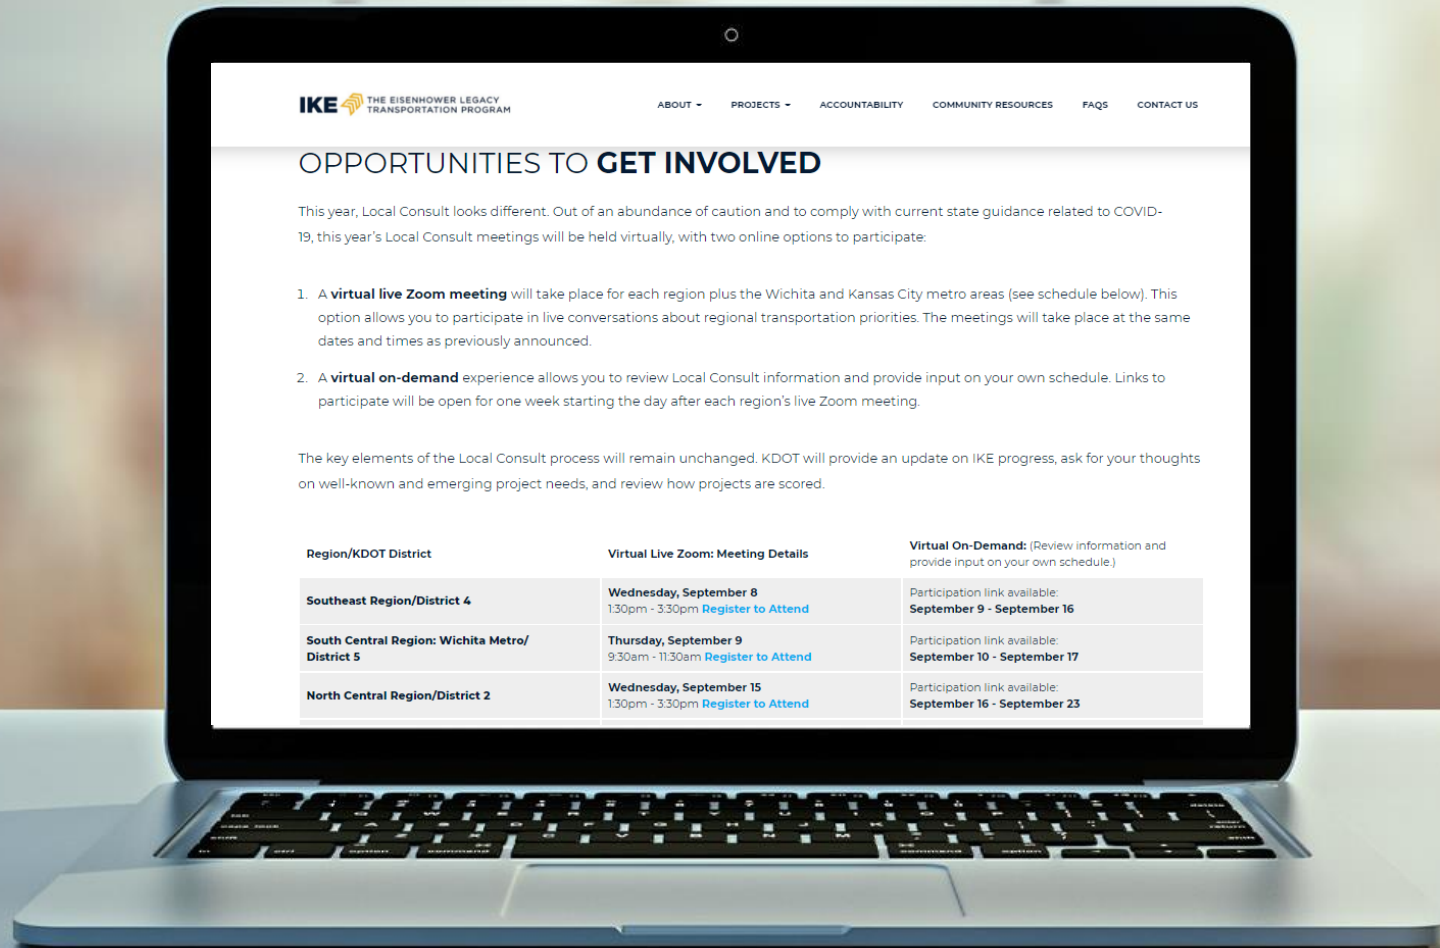 IKE THE EISENHOWER LEGACY
TRANSPORTATION PROGRAM
ABOUT PROJECTS ACCOUNTABILITY COMMUNITY RESOURCES FAQS CONTACT US
OPPORTUNITIES TO GET INVOLVED
This year, Local Consult looks different. Out of an abundance of caution and to comply with current state guidance related to COVID-
19, this year's Local Consult meetings will be held virtually, with two online options to participate:
1. A virtual live Zoom meeting will take place for each region plus the Wichita and Kansas City metro areas (see schedule below). This
option allows you to participate in live conversations about regional transportation priorities. The meetings will take place at the same
dates and times as previously announced.
2. A virtual on-demand experience allows you to review Local Consult information and provide input on your own schedule. Links to
participate will be open for one week starting the day after each region's live Zoom meeting.
The key elements of the Local Consult process will remain unchanged. KDOT will provide an update on IKE progress, ask for your thoughts
on well-known and emerging project needs, and review how projects are scored.
Region/KDOT District
Virtual Live Zoom: Meeting Details
Virtual On-Demand: (Review information and
provide input on your own schedule.)
Southeast Region/District 4
Wednesday, September 8
1:30pm - 3:30pm Register to Attend
Participation link available:
September 9 - September 16
South Central Region: Wichita Metro/
District 5
Thursday, September 9
9:30am - 11:30am Register to Attend
Participation link available:
September 10 - September 17
North Central Region/District 2
Wednesday, September 15
1:30pm - 3:30pm Register to Attend
Participation link available:
September 16 - September 23
tab
caps lock
shift
ctrl option command command option
delete
return
shift